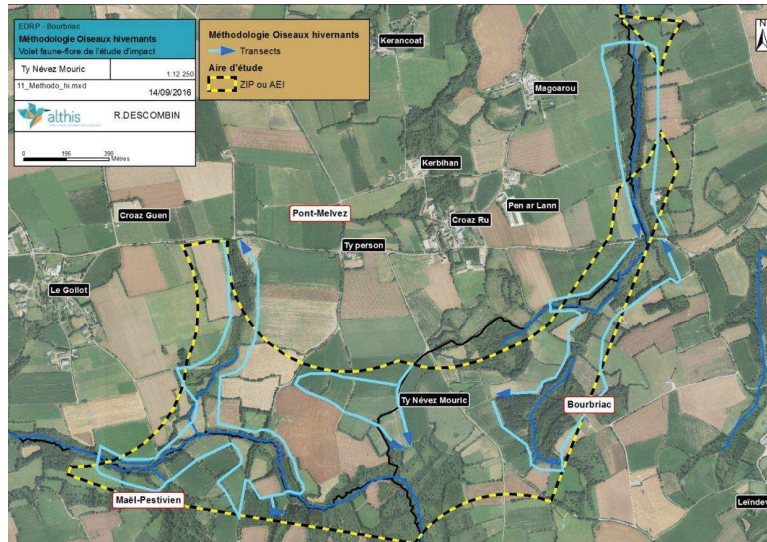 EDRP - Bourbriac
Méthodologie Oiseaux hivernants
Volet faune-flore de l'étude d'impact
Ty Névez Mouric
1:12 250
11_Methodo_hi.mxd
14/09/2016
althis
R.DESCOMBIN
0 195 390
Mètres
Méthodologie Oiseaux hivernants
Transects
Aire d'étude
ZIP ou AEI
N
Kerancoat
Magoarou
Kerbihan
Pen ar Lann
Pont-Melvez
Croaz Guen
Croaz Ru
Ty person
Le Gollot
Ty Névez Mouric
Bourbriac
Maël-Pestivien